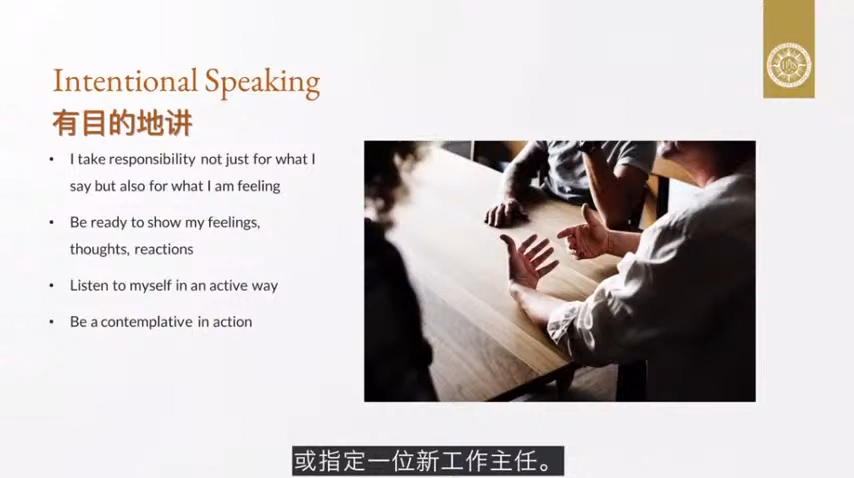 Intentional Speaking
有目的地讲
• I take responsibility not just for what I
say but also for what I am feeling
• Be ready to show my feelings,
thoughts, reactions
• Listen to myself in an active way
• Be a contemplative in action
或指定一位新工作主任。